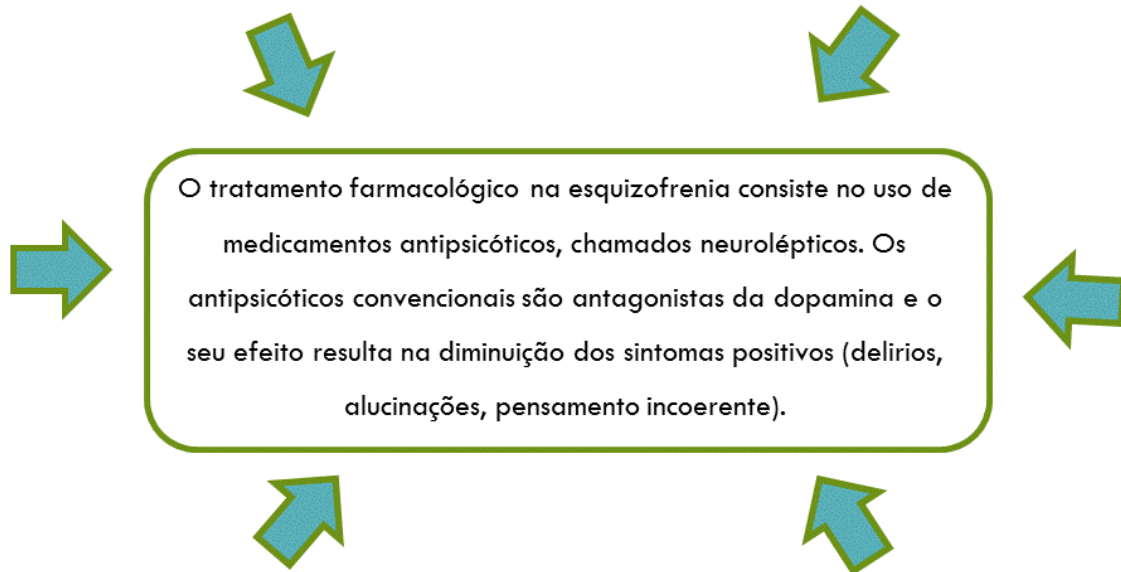 O tratamento farmacológico na esquizofrenia consiste no uso de
medicamentos antipsicóticos, chamados neurolépticos. Os
antipsicóticos convencionais são antagonistas da dopamina e o
seu efeito resulta na diminuição dos sintomas positivos (delirios,
alucinações, pensamento incoerente).